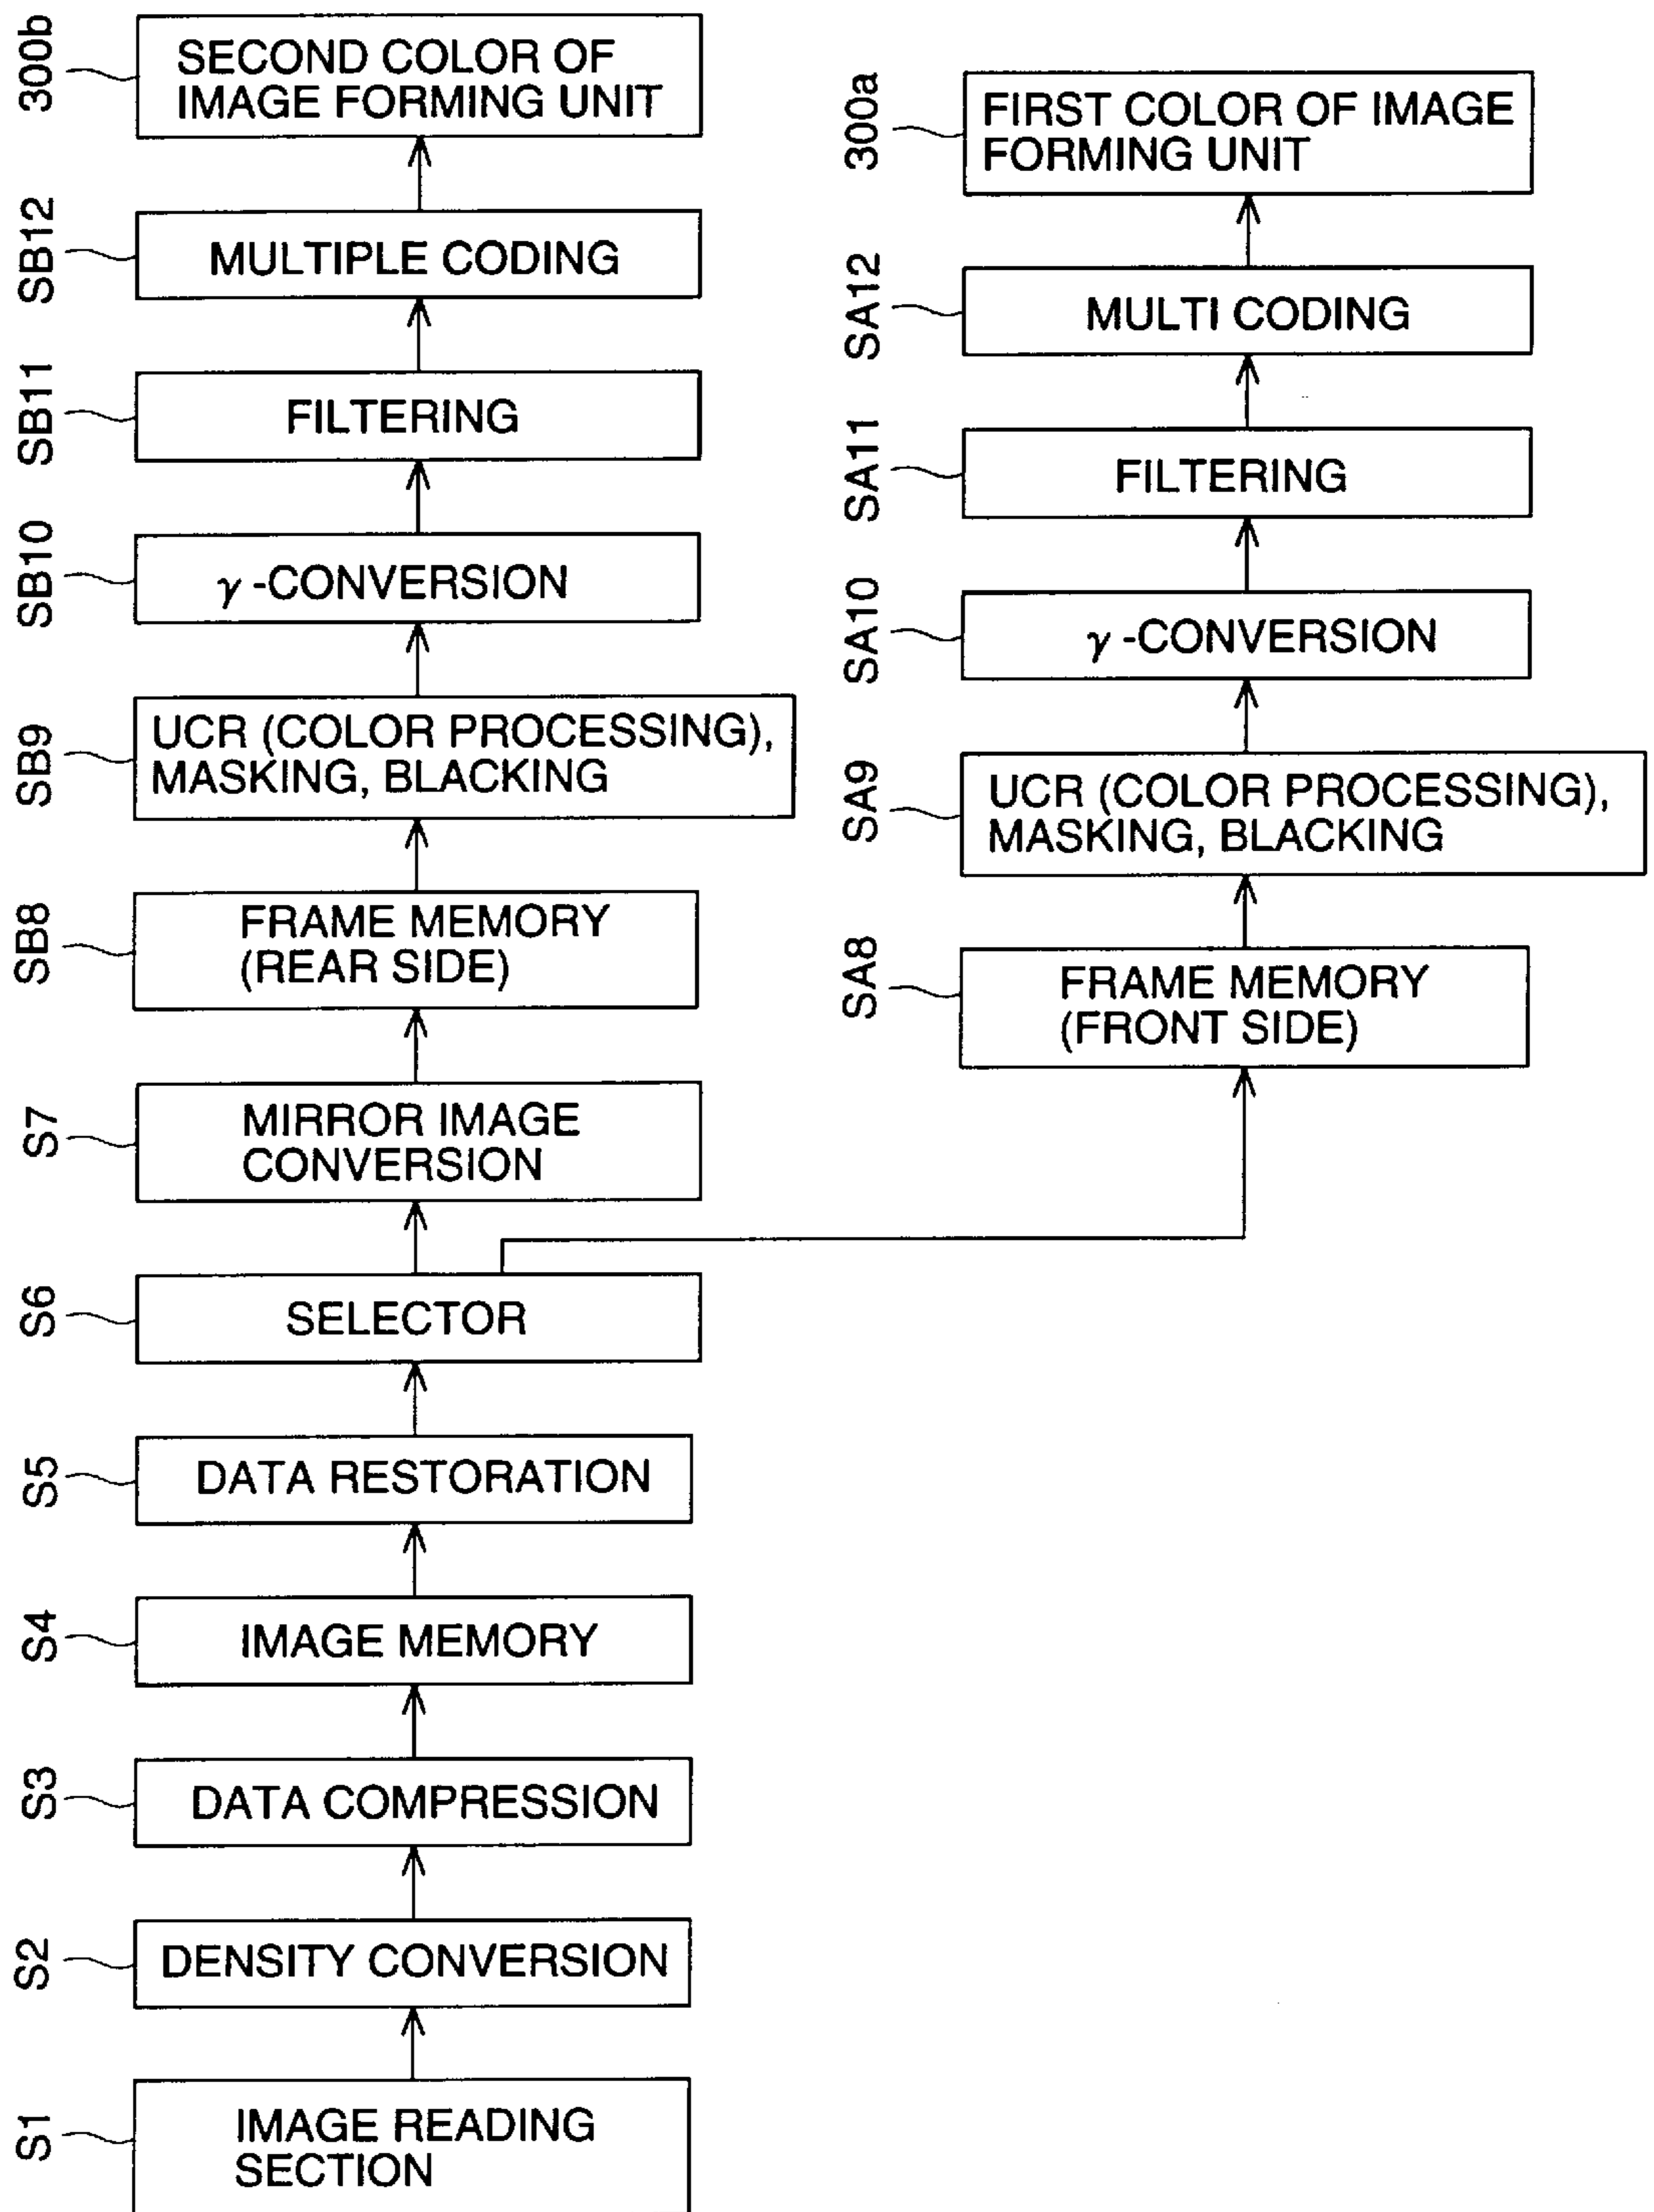 300b
SECOND COLOR OF
IMAGE FORMING UNIT
SB12
MULTIPLE CODING
SB11
FILTERING
SB10
γ-CONVERSION
SB9
UCR (COLOR PROCESSING),
MASKING, BLACKING
SB8
FRAME MEMORY
(REAR SIDE)
S7
MIRROR IMAGE
CONVERSION
S6
SELECTOR
S5
DATA RESTORATION
S4
IMAGE MEMORY
S3
DATA COMPRESSION
S2
DENSITY CONVERSION
S1
IMAGE READING
SECTION
300a
FIRST COLOR OF IMAGE
FORMING UNIT
SA12
MULTI CODING
SA11
FILTERING
SA10
γ-CONVERSION
SA9
UCR (COLOR PROCESSING),
MASKING, BLACKING
SA8
FRAME MEMORY
(FRONT SIDE)